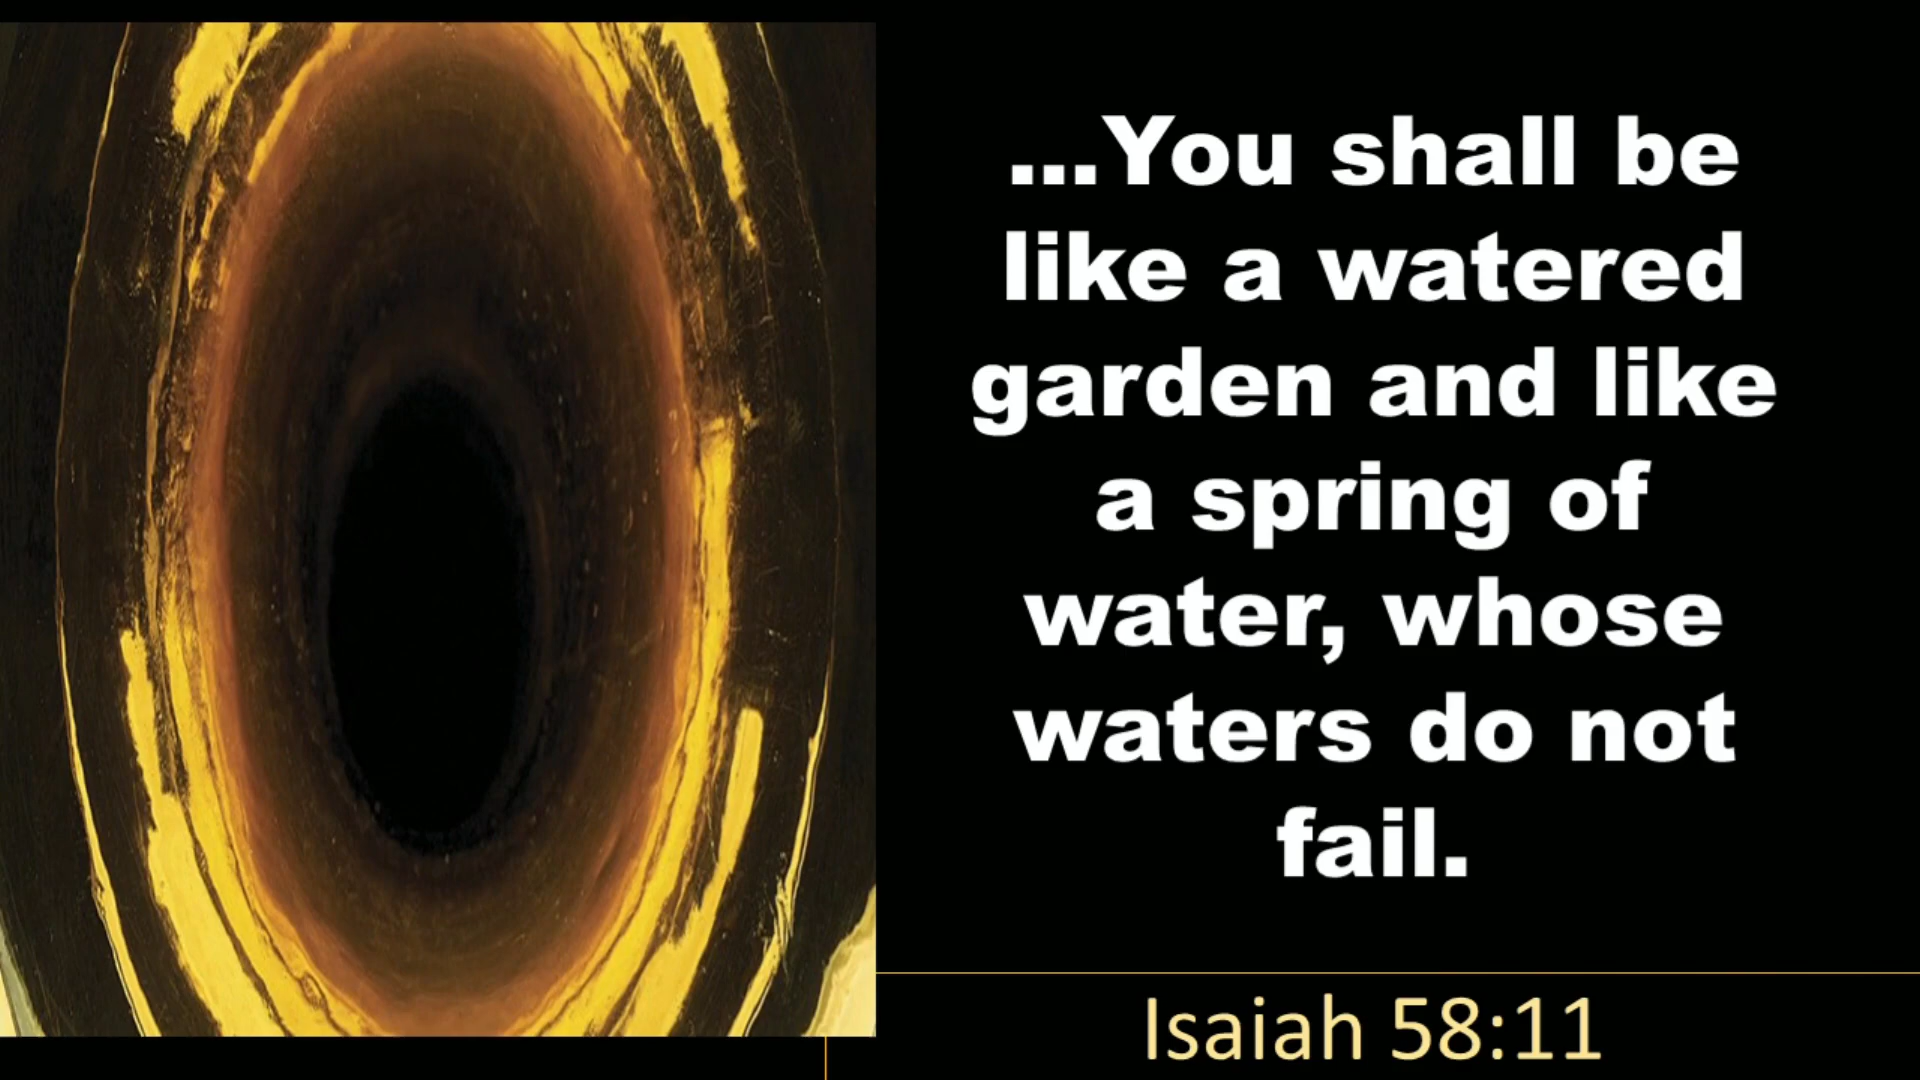 ...You shall be
like a watered
garden and like
a spring of
water, whose
waters do not
fail.
Isaiah 58:11